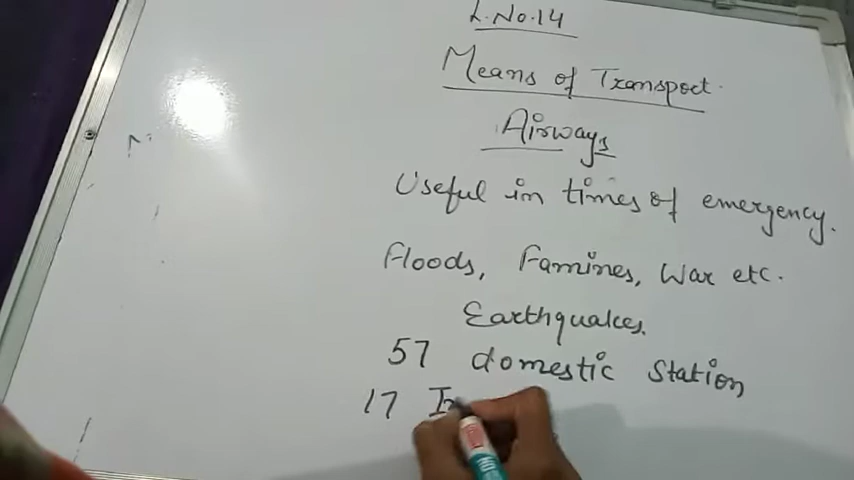 L.No.14
Means of Transport
Airways
Useful in times of emergency.
Floods, Famines, War etc.
Earthquakes.
57 domestic Station
17 In